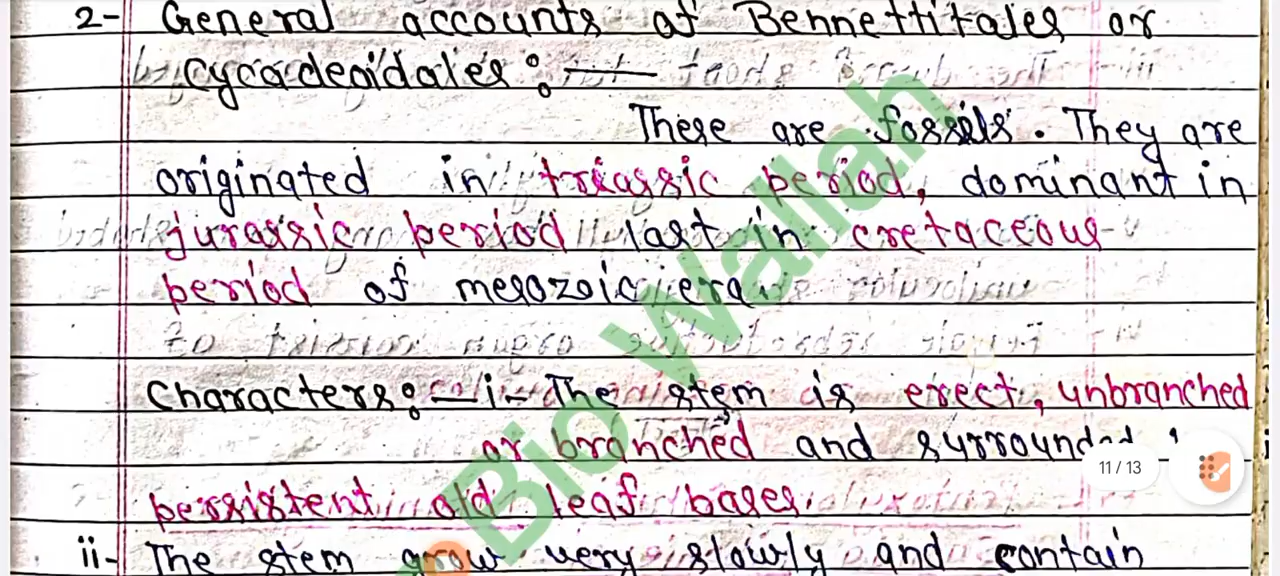 2- General accounts of Bennettitales or
Cycadeoidales :—
These are fossils. They are
originated in triassic period, dominant in
jurassic period last in cretaceous
period of mesozoic era
Characters :— i- The stem is erect, unbranched
or branched and surrounded
persistent old leaf bases.
ii- The stem grow very slowly and contain
Bio Wallah
11 / 13